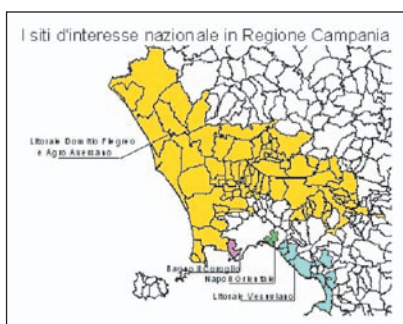 I siti d'interesse nazionale in Regione Campania
Litorale Domitio Flegreo
e Agro Aversano
Bagnoli Coroglio
Napoli Orientale
Litorale Vesuviano